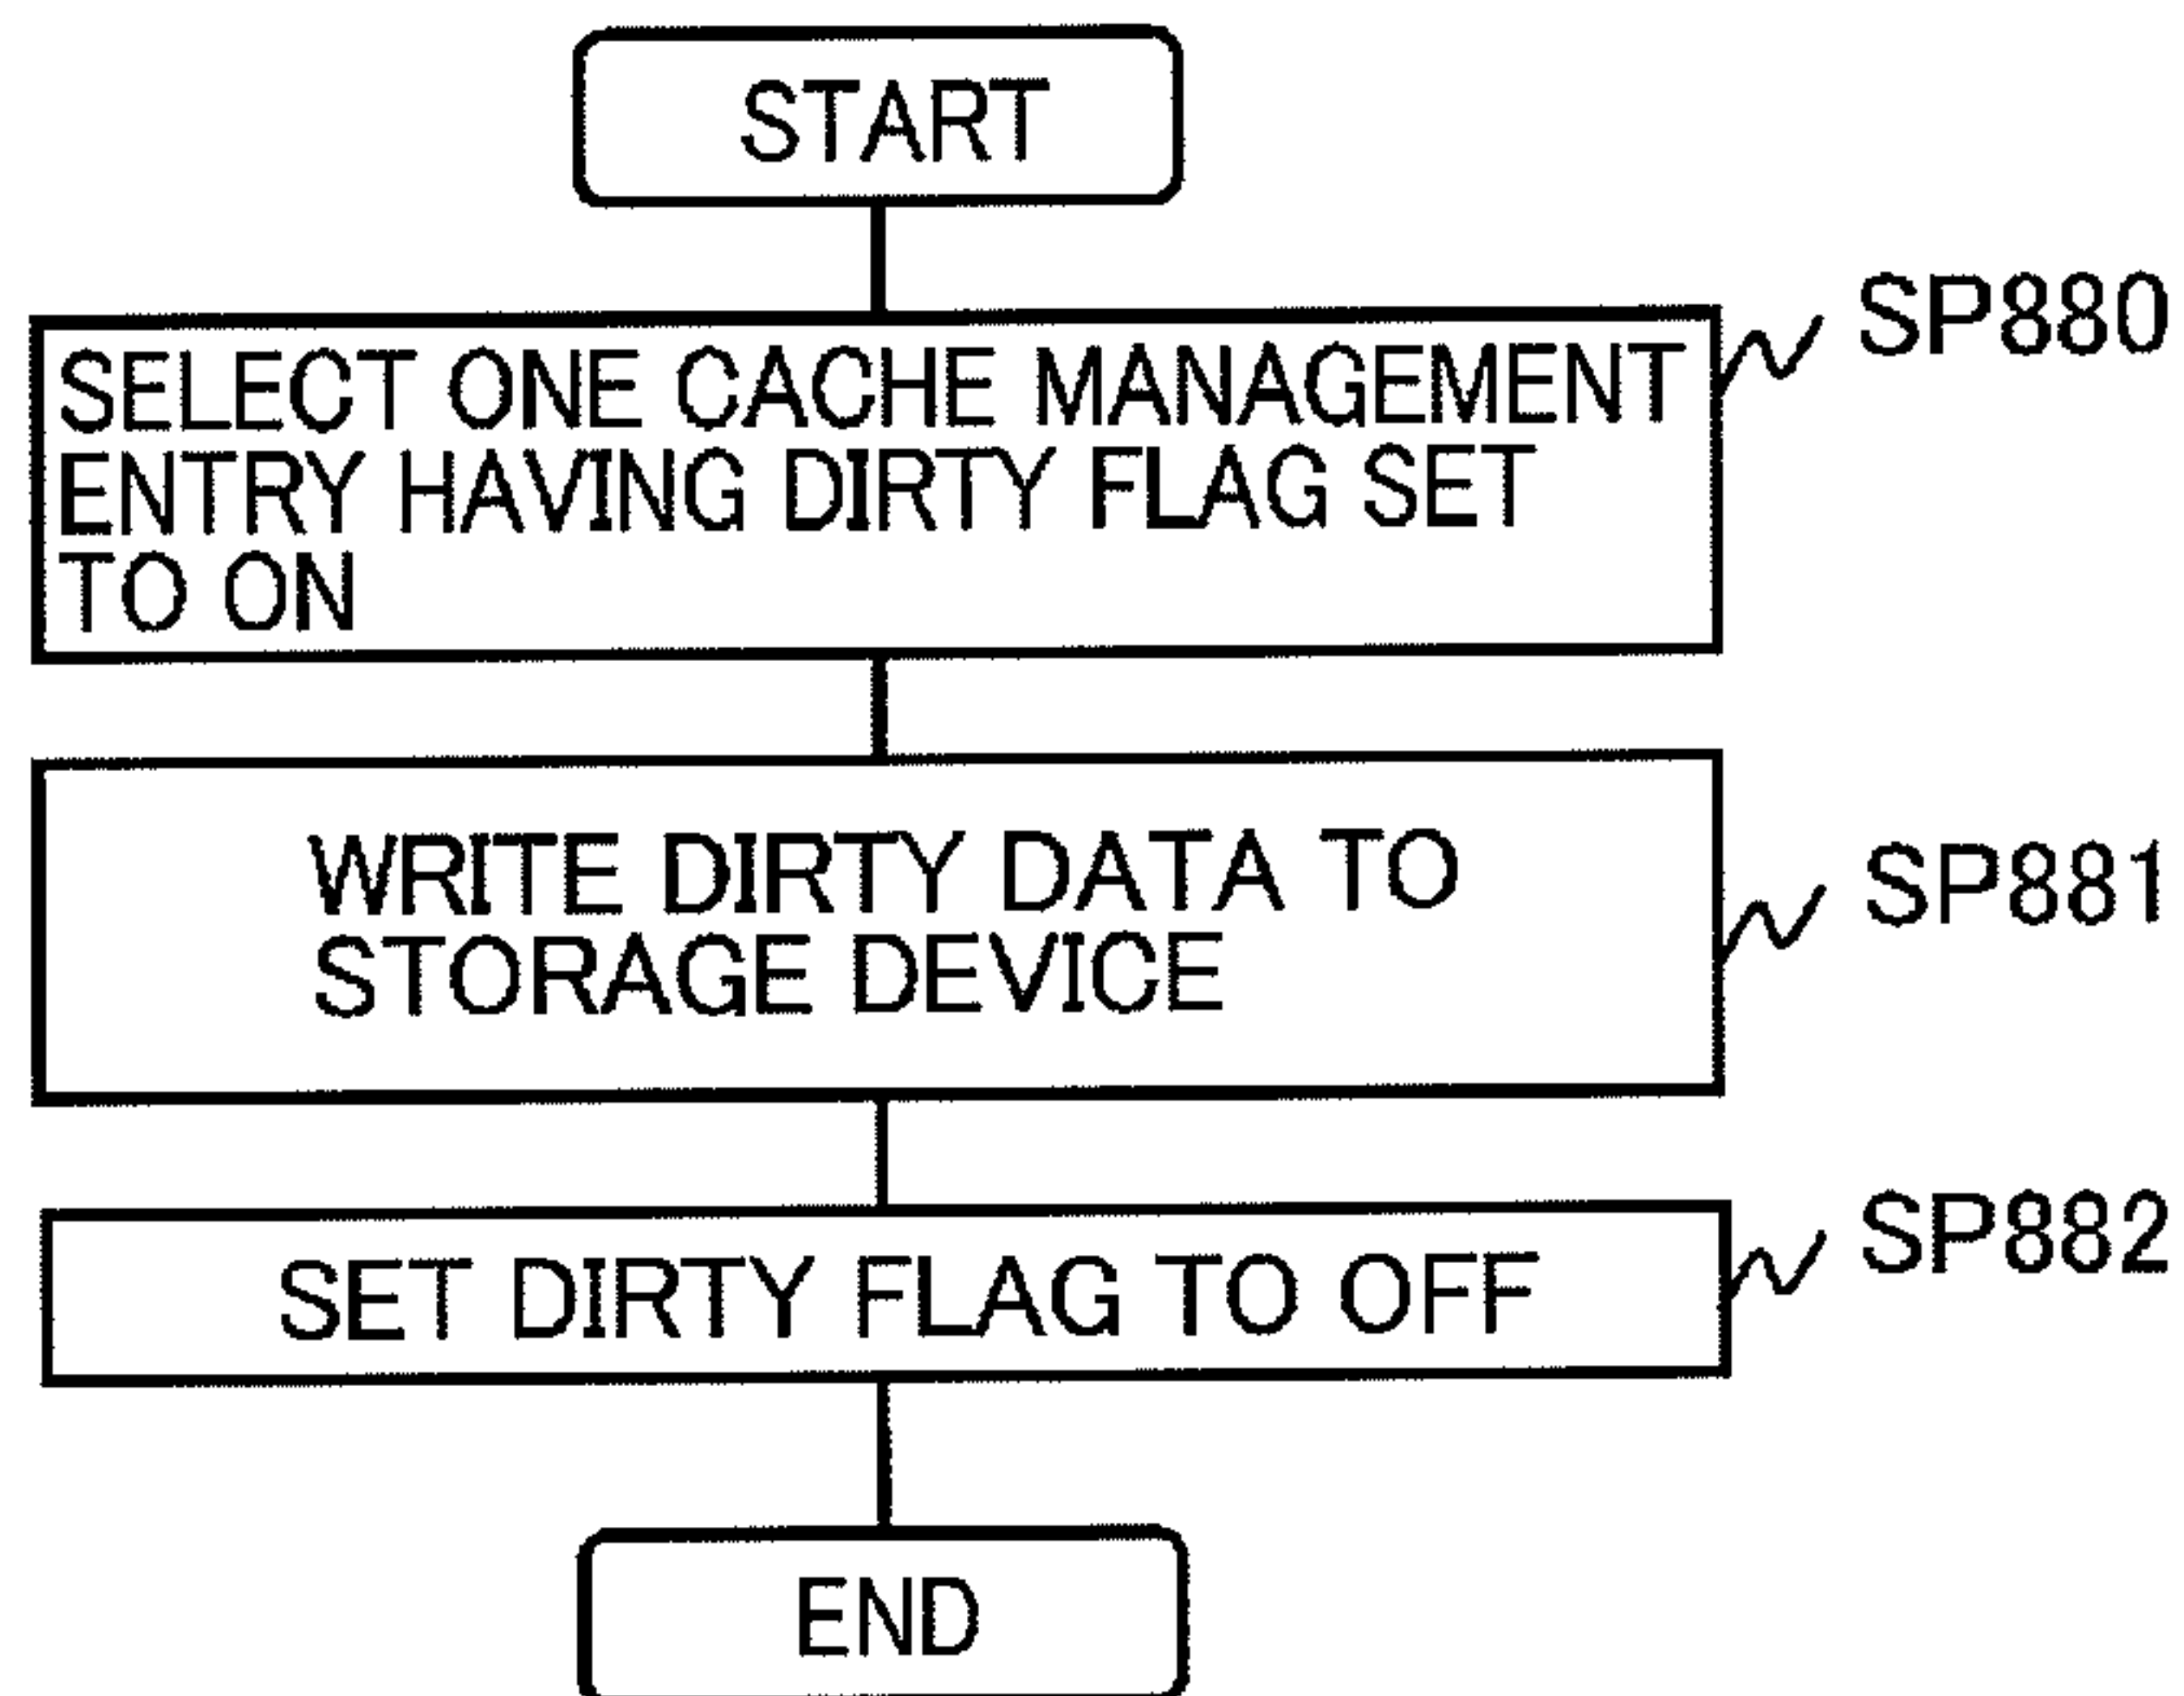 START
SP880
SELECT ONE CACHE MANAGEMENT
ENTRY HAVING DIRTY FLAG SET
TO ON
WRITE DIRTY DATA TO
STORAGE DEVICE
SP881
SET DIRTY FLAG TO OFF
SP882
END